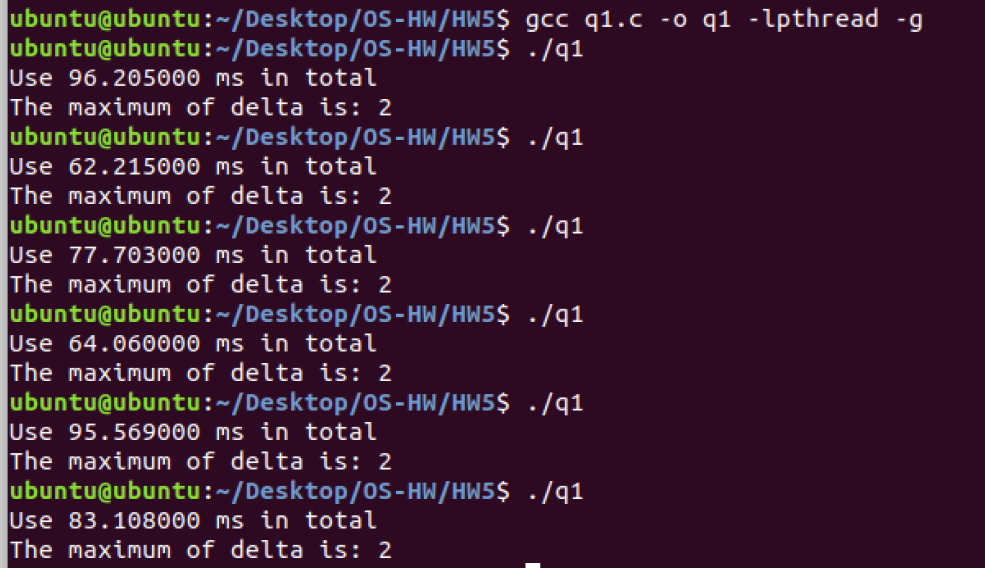 ubuntu@ubuntu:~/Desktop/OS-HW/HW5$ gcc q1.c -o q1 -lpthread -g
ubuntu@ubuntu:~/Desktop/OS-HW/HW5$ ./q1
Use 96.205000 ms in total
The maximum of delta is: 2
ubuntu@ubuntu:~/Desktop/OS-HW/HW5$ ./q1
Use 62.215000 ms in total
The maximum of delta is: 2
ubuntu@ubuntu:~/Desktop/OS-HW/HW5$ ./q1
Use 77.703000 ms in total
The maximum of delta is: 2
ubuntu@ubuntu:~/Desktop/OS-HW/HW5$ ./q1
Use 64.060000 ms in total
The maximum of delta is: 2
ubuntu@ubuntu:~/Desktop/OS-HW/HW5$ ./q1
Use 95.569000 ms in total
The maximum of delta is: 2
ubuntu@ubuntu:~/Desktop/OS-HW/HW5$ ./q1
Use 83.108000 ms in total
The maximum of delta is: 2